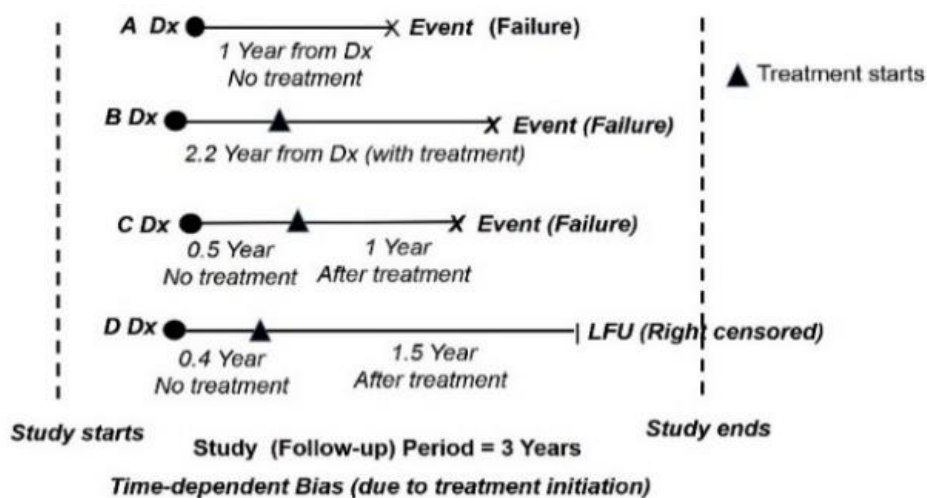 A Dx X Event (Failure)
1 Year from Dx
No treatment
Treatment starts
B Dx X Event (Failure)
2.2 Year from Dx (with treatment)
C Dx X Event (Failure)
0.5 Year 1 Year
No treatment After treatment
D Dx LFU (Right censored)
0.4 Year 1.5 Year
No treatment After treatment
Study starts Study ends
Study (Follow-up) Period = 3 Years
Time-dependent Bias (due to treatment initiation)